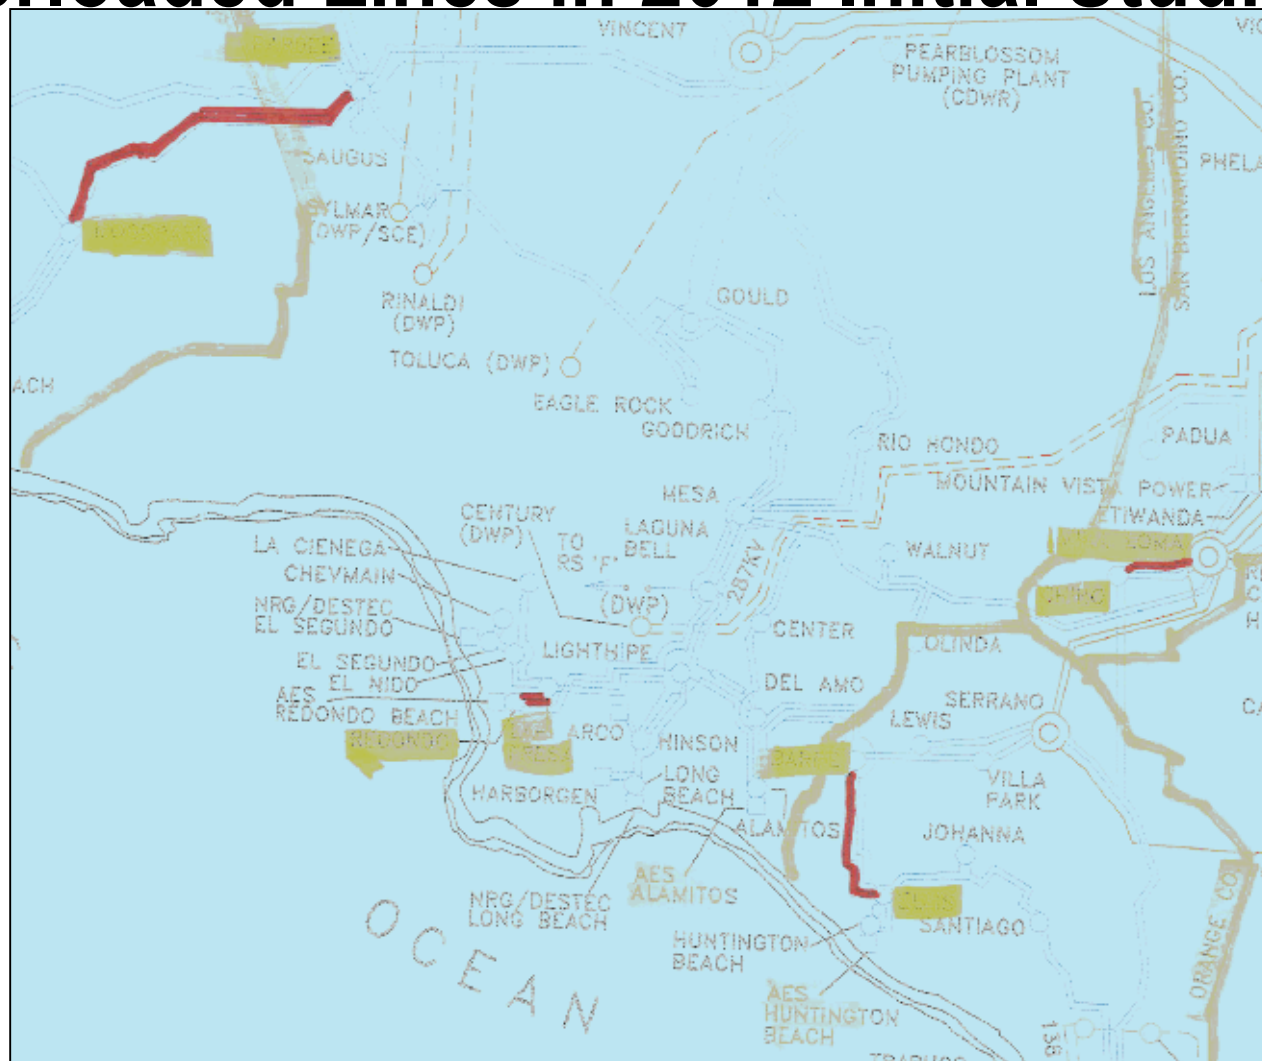 VINCENT
PEARBLOSSOM
PUMPING PLANT
(CDWR)
LOS ANGELES CO.
SAN BERNARDINO CO.
SAUGUS
SYLMAR
(DWP/SCE)
RINALDI
(DWP)
GOULD
TOLUCA (DWP)
EAGLE ROCK
GOODRICH
RIO HONDO
PADUA
MESA
MOUNTAIN VISTA POWER
ETIWANDA
CENTURY
(DWP)
TO
RS 'F'
LAGUNA
BELL
287KV
WALNUT
LA CIENEGA
CHEVMAIN
NRG/DESTEC
EL SEGUNDO
(DWP)
CHINO
CENTER
OLINDA
EL SEGUNDO
EL NIDO
LIGHTHIPE
AES
REDONDO BEACH
REDONDO
DEL AMO
SERRANO
LEWIS
ARCO
HINSON
LONG
BEACH
HARBORGEN
VILLA
PARK
ALAMITOS
JOHANNA
AES
ALAMITOS
NRG/DESTEC
LONG BEACH
SANTIAGO
HUNTINGTON
BEACH
AES
HUNTINGTON
BEACH
ORANGE CO.
OCEAN
138